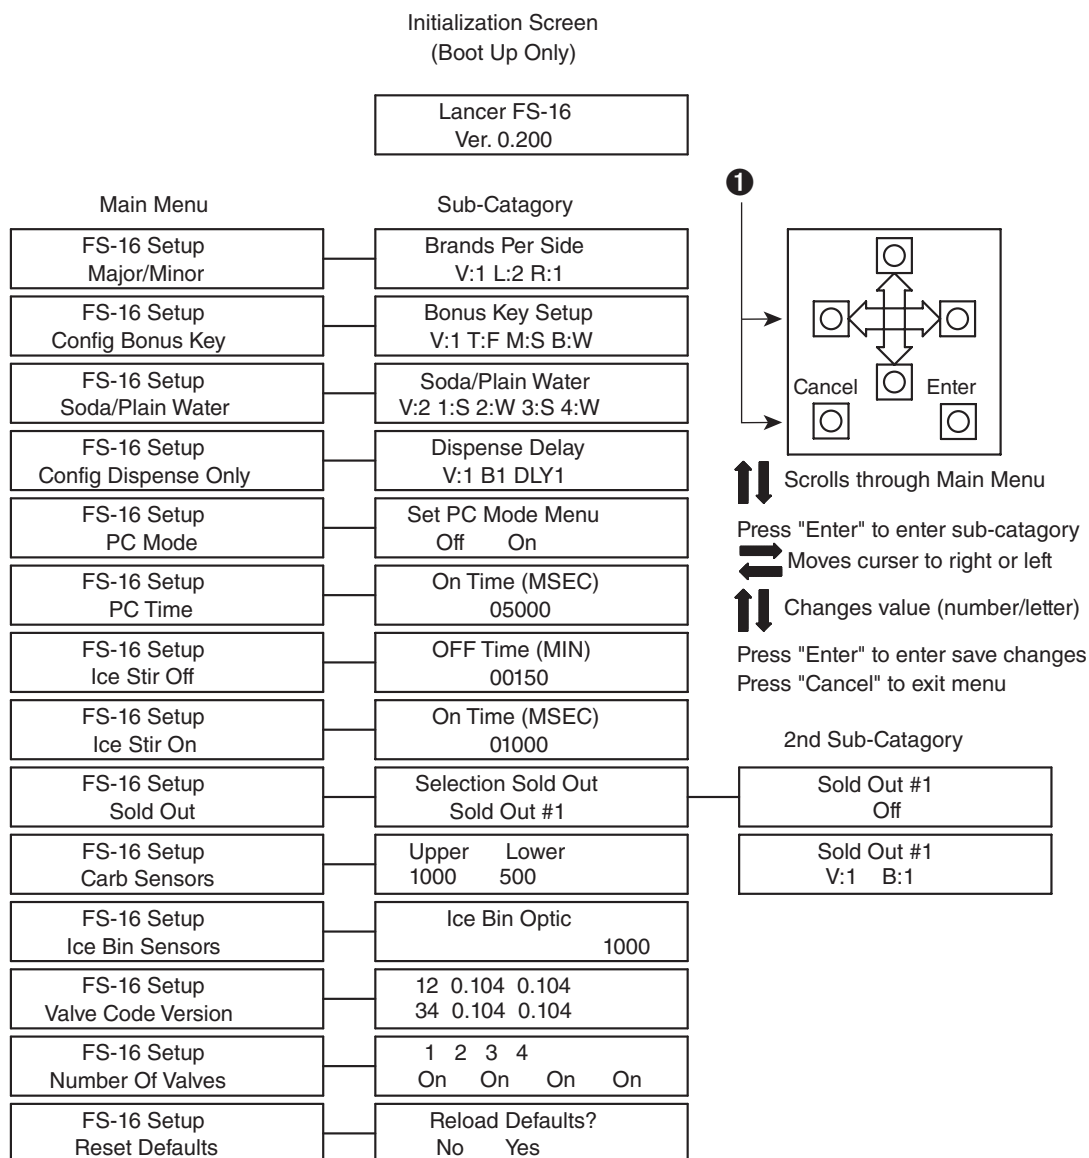 Initialization Screen
(Boot Up Only)
Lancer FS-16
Ver. 0.200
Main Menu
Sub-Catagory
FS-16 Setup
Major/Minor
Brands Per Side
V:1 L:2 R:1
FS-16 Setup
Config Bonus Key
Bonus Key Setup
V:1 T:F M:S B:W
FS-16 Setup
Soda/Plain Water
Soda/Plain Water
V:2 1:S 2:W 3:S 4:W
FS-16 Setup
Config Dispense Only
Dispense Delay
V:1 B1 DLY1
FS-16 Setup
PC Mode
Set PC Mode Menu
Off On
FS-16 Setup
PC Time
On Time (MSEC)
05000
FS-16 Setup
Ice Stir Off
OFF Time (MIN)
00150
FS-16 Setup
Ice Stir On
On Time (MSEC)
01000
FS-16 Setup
Sold Out
Selection Sold Out
Sold Out #1
FS-16 Setup
Carb Sensors
Upper Lower
1000 500
FS-16 Setup
Ice Bin Sensors
Ice Bin Optic
1000
FS-16 Setup
Valve Code Version
12 0.104 0.104
34 0.104 0.104
FS-16 Setup
Number Of Valves
1 2 3 4
On On On On
FS-16 Setup
Reset Defaults
Reload Defaults?
No Yes
1
Cancel
Enter
Scrolls through Main Menu
Press "Enter" to enter sub-catagory
Moves curser to right or left
Changes value (number/letter)
Press "Enter" to enter save changes
Press "Cancel" to exit menu
2nd Sub-Catagory
Sold Out #1
Off
Sold Out #1
V:1 B:1